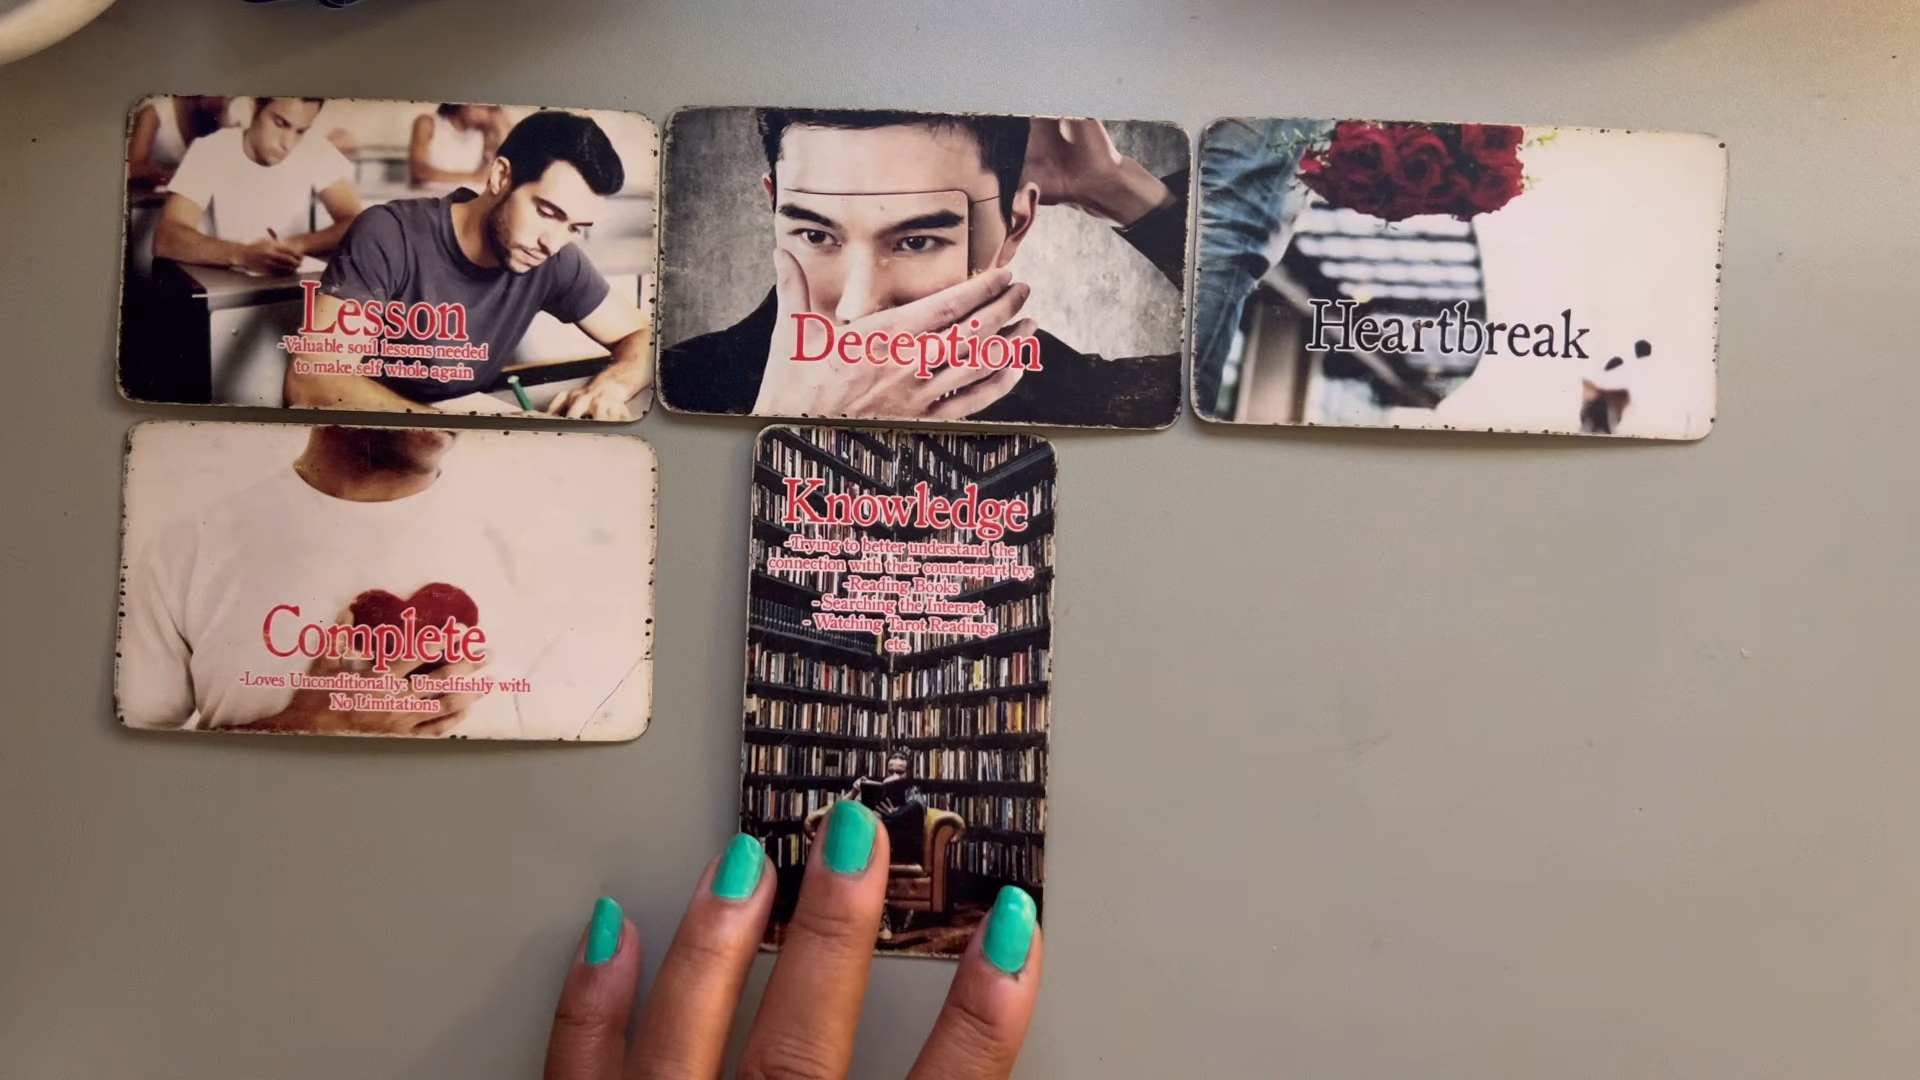 Lesson
-Valuable soul lessons needed
to make self whole again
Deception
Heartbreak
Complete
-Loves Unconditionally: Unselfishly with
No Limitations
Knowledge
-Trying to better understand the
connection with their counterpart by:
-Reading Books
- Searching the Internet
- Watching Tarot Readings
etc.